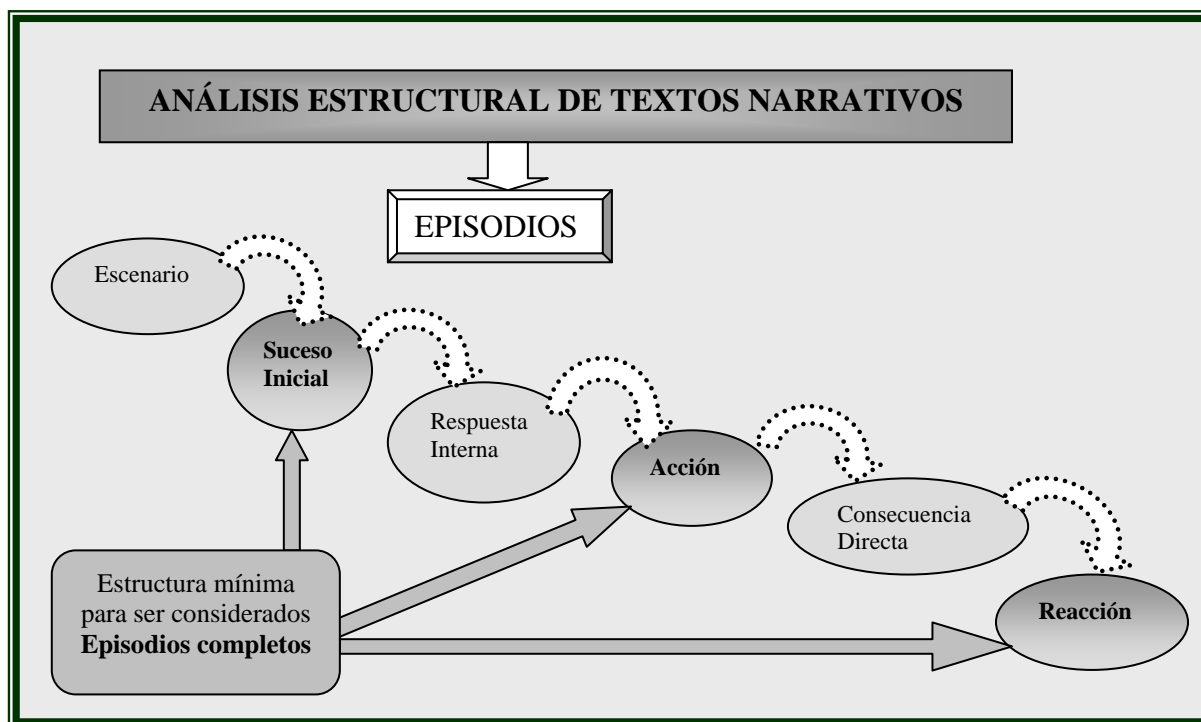 ANÁLISIS ESTRUCTURAL DE TEXTOS NARRATIVOS
EPISODIOS
Escenario
Suceso
Inicial
Respuesta
Interna
Acción
Consecuencia
Directa
Reacción
Estructura mínima
para ser considerados
Episodios completos